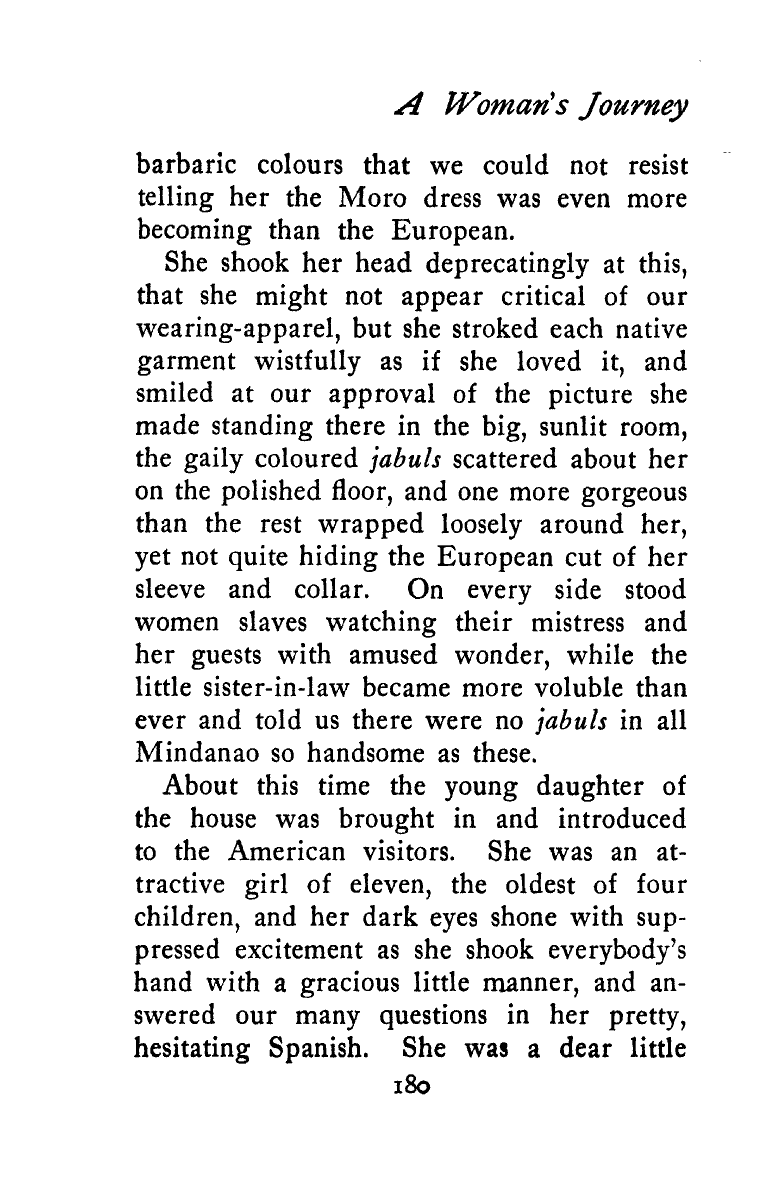 A Woman's Journey
barbaric colours that we could not resist
telling her the Moro dress was even more
becoming than the European.
She shook her head deprecatingly at this,
that she might not appear critical of our
wearing-apparel, but she stroked each native
garment wistfully as if she loved it, and
smiled at our approval of the picture she
made standing there in the big, sunlit room,
the gaily coloured jabuls scattered about her
on the polished floor, and one more gorgeous
than the rest wrapped loosely around her,
yet not quite hiding the European cut of her
sleeve and collar. On every side stood
women slaves watching their mistress and
her guests with amused wonder, while the
little sister-in-law became more voluble than
ever and told us there were no jabuls in all
Mindanao so handsome as these.
About this time the young daughter of
the house was brought in and introduced
to the American visitors. She was an at-
tractive girl of eleven, the oldest of four
children, and her dark eyes shone with sup-
pressed excitement as she shook everybody's
hand with a gracious little manner, and an-
swered our many questions in her pretty,
hesitating Spanish. She was a dear little
180